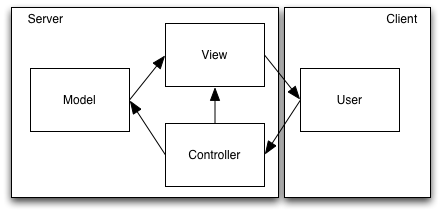 Server
Client
View
Model
User
Controller